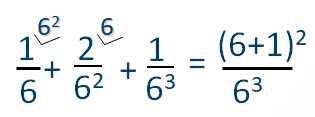 1/6 (6²) + 2/6² (6) + 1/6³ = (6+1)²/6³